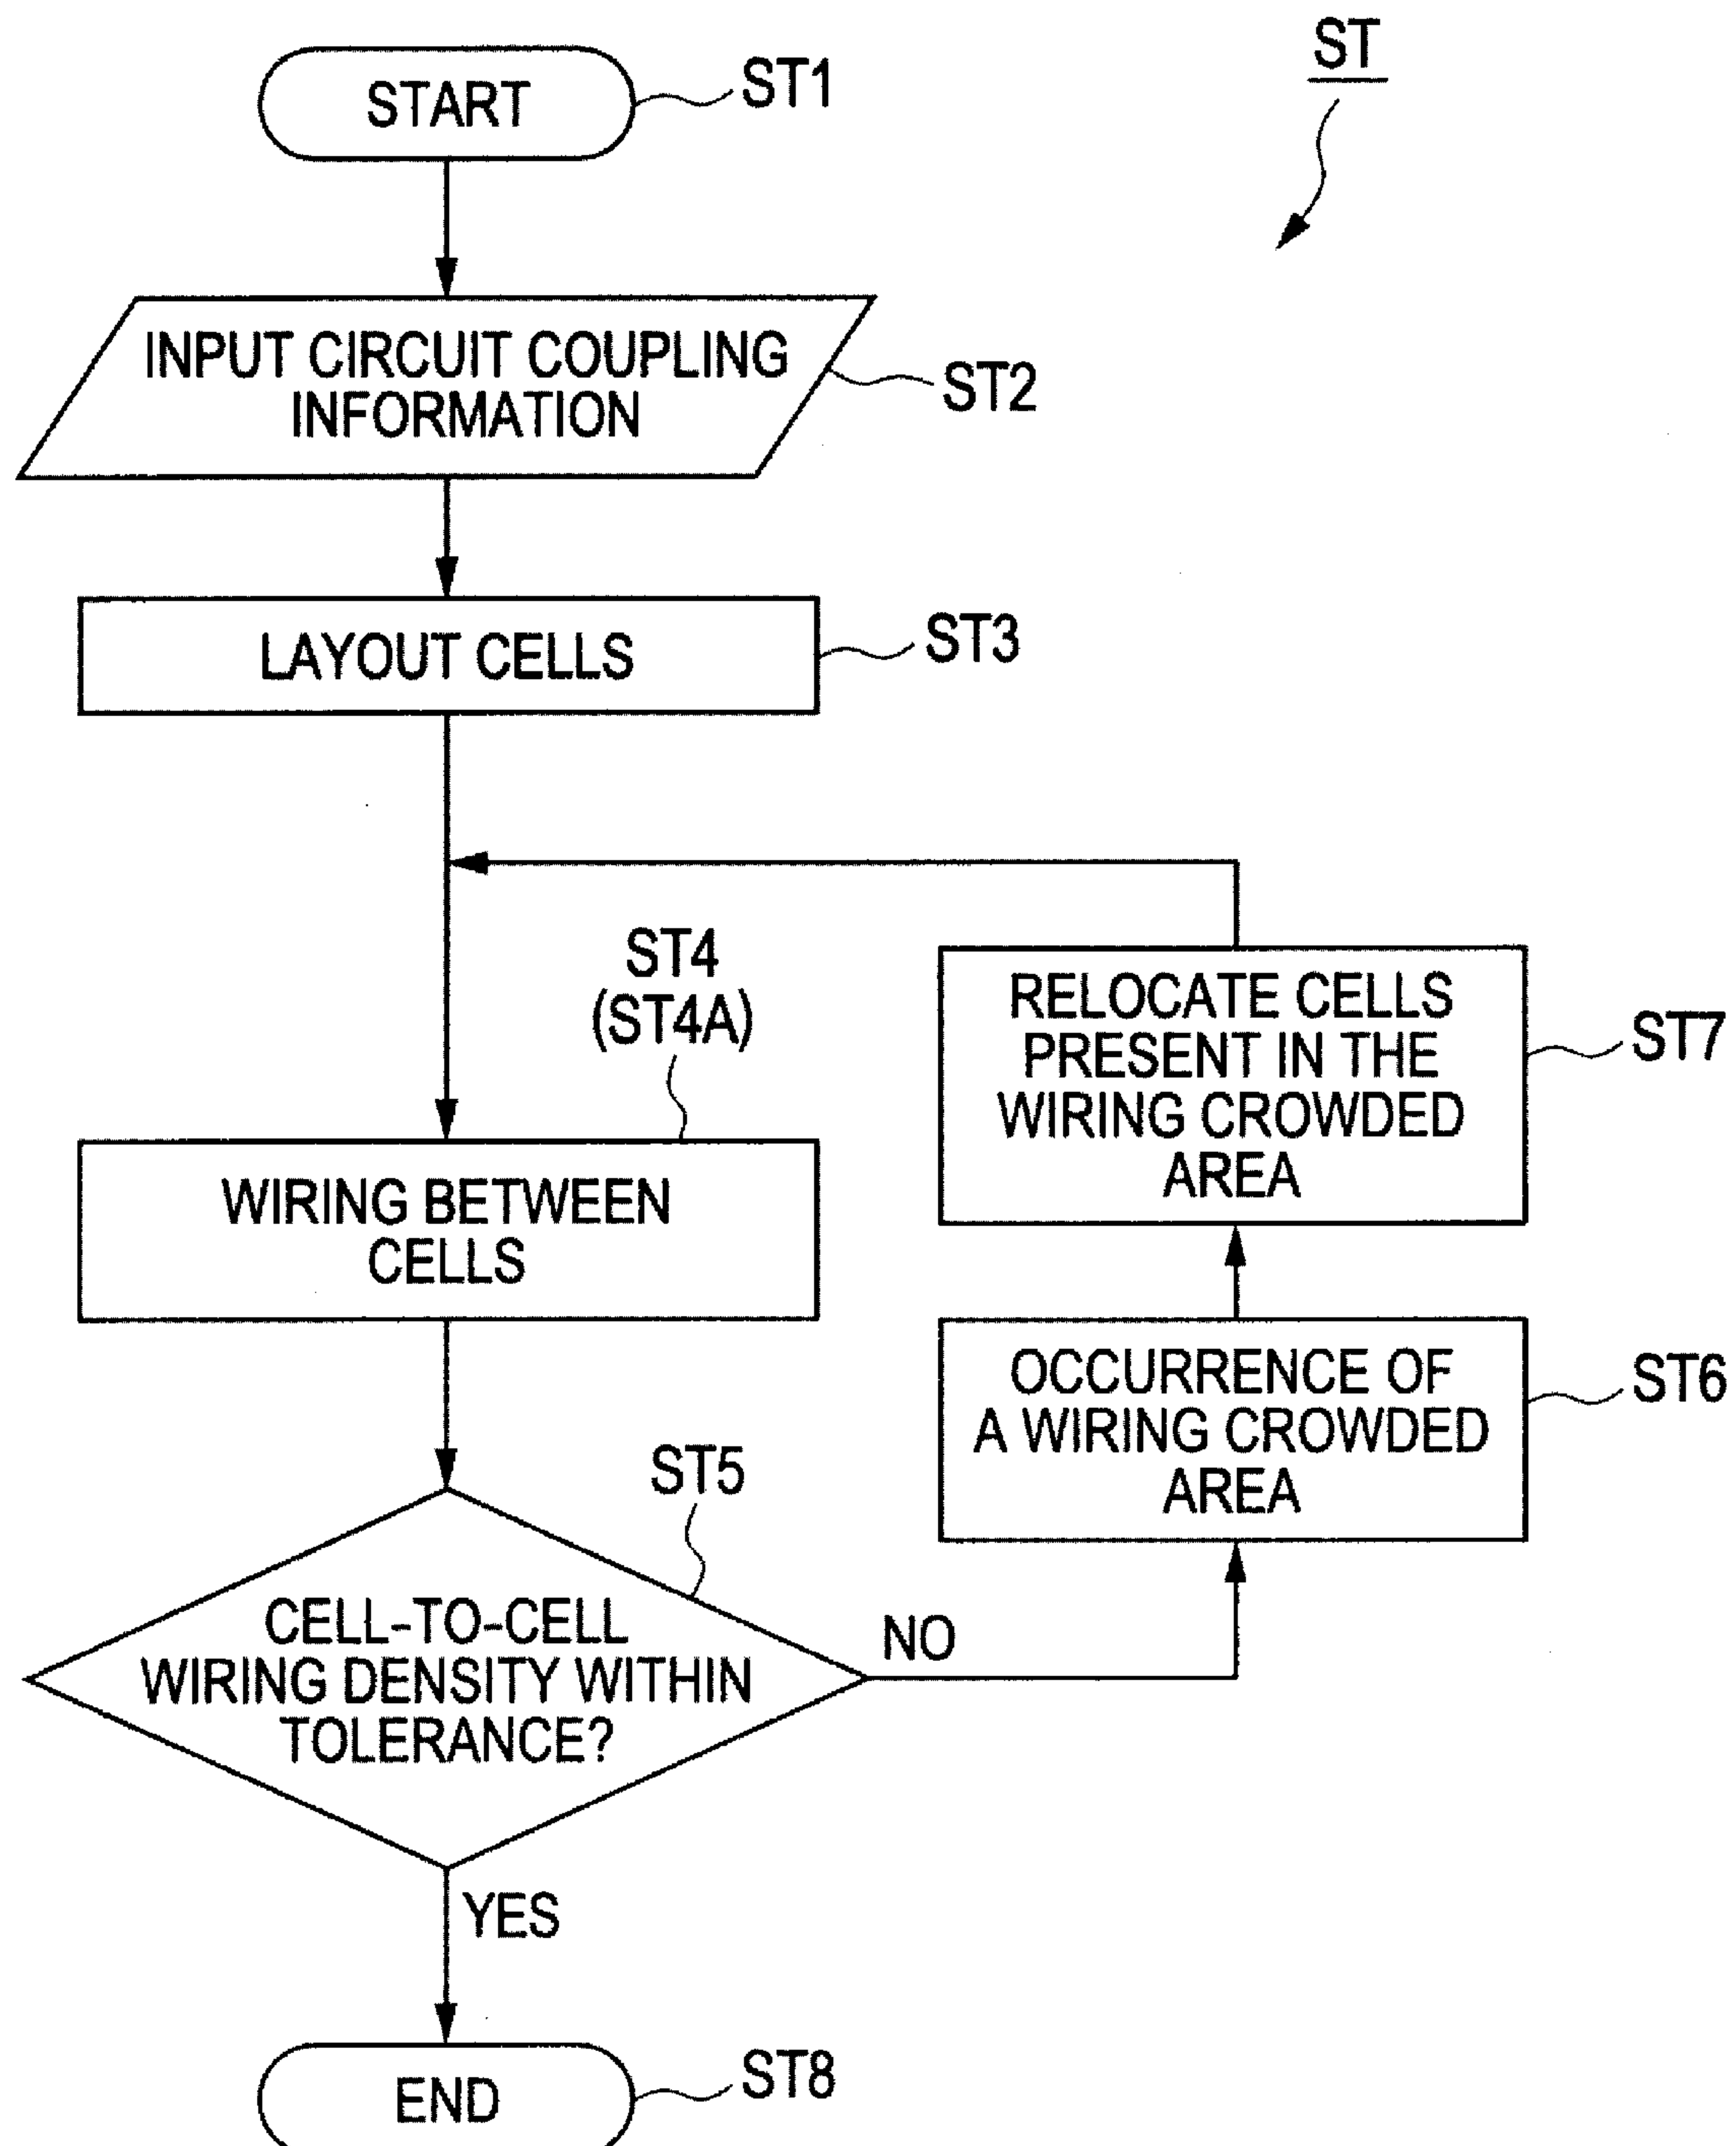 ST
START
ST1
INPUT CIRCUIT COUPLING
INFORMATION
ST2
LAYOUT CELLS
ST3
ST4
(ST4A)
WIRING BETWEEN
CELLS
ST5
CELL-TO-CELL
WIRING DENSITY WITHIN
TOLERANCE?
NO
YES
OCCURRENCE OF
A WIRING CROWDED
AREA
ST6
RELOCATE CELLS
PRESENT IN THE
WIRING CROWDED
AREA
ST7
END
ST8